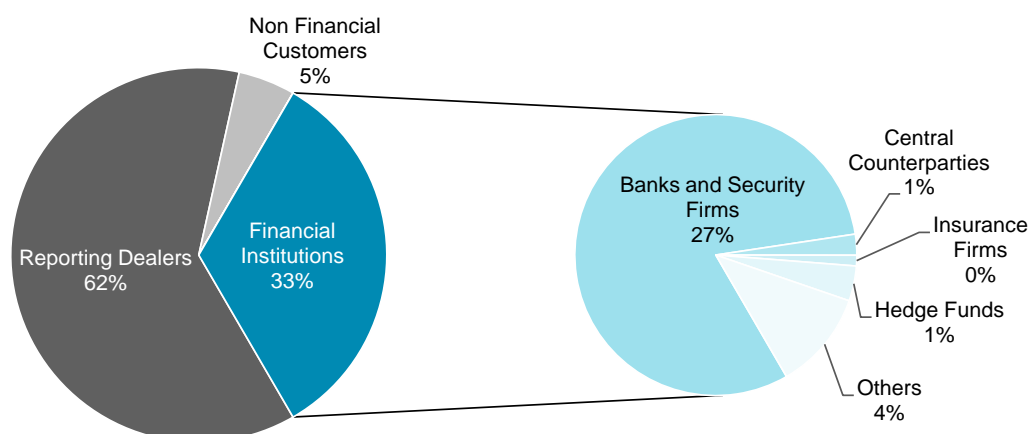 Non Financial
Customers
5%
Reporting Dealers
62%
Financial
Institutions
33%
Banks and Security
Firms
27%
Central
Counterparties
1%
Insurance
Firms
0%
Hedge Funds
1%
Others
4%